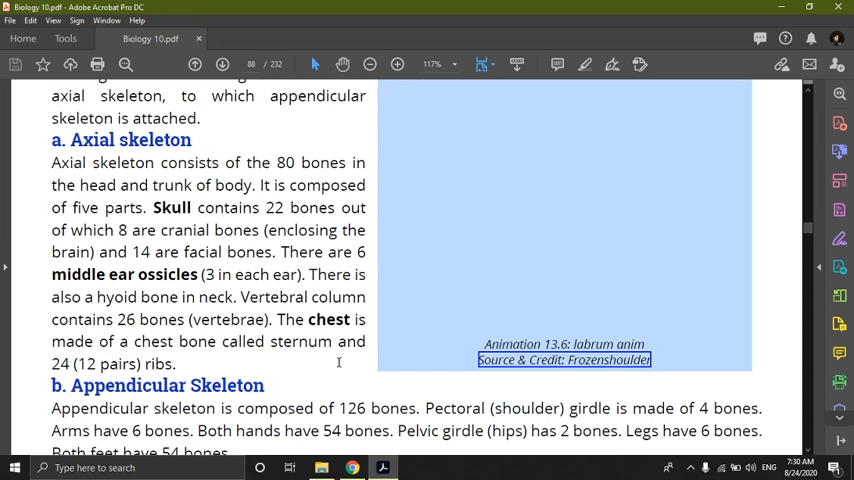 Biology 10.pdf - Adobe Acrobat Pro DC
File Edit View Sign Window Help
Home Tools Biology 10.pdf ×
88 / 232 117%
axial skeleton, to which appendicular
skeleton is attached.
a. Axial skeleton
Axial skeleton consists of the 80 bones in
the head and trunk of body. It is composed
of five parts. Skull contains 22 bones out
of which 8 are cranial bones (enclosing the
brain) and 14 are facial bones. There are 6
middle ear ossicles (3 in each ear). There is
also a hyoid bone in neck. Vertebral column
contains 26 bones (vertebrae). The chest is
made of a chest bone called sternum and
24 (12 pairs) ribs.
Animation 13.6: labrum anim
Source & Credit: Frozenshoulder
b. Appendicular Skeleton
Appendicular skeleton is composed of 126 bones. Pectoral (shoulder) girdle is made of 4 bones.
Arms have 6 bones. Both hands have 54 bones. Pelvic girdle (hips) has 2 bones. Legs have 6 bones.
Both feet have 54 bones.
Type here to search
ENG
7:30 AM
8/24/2020